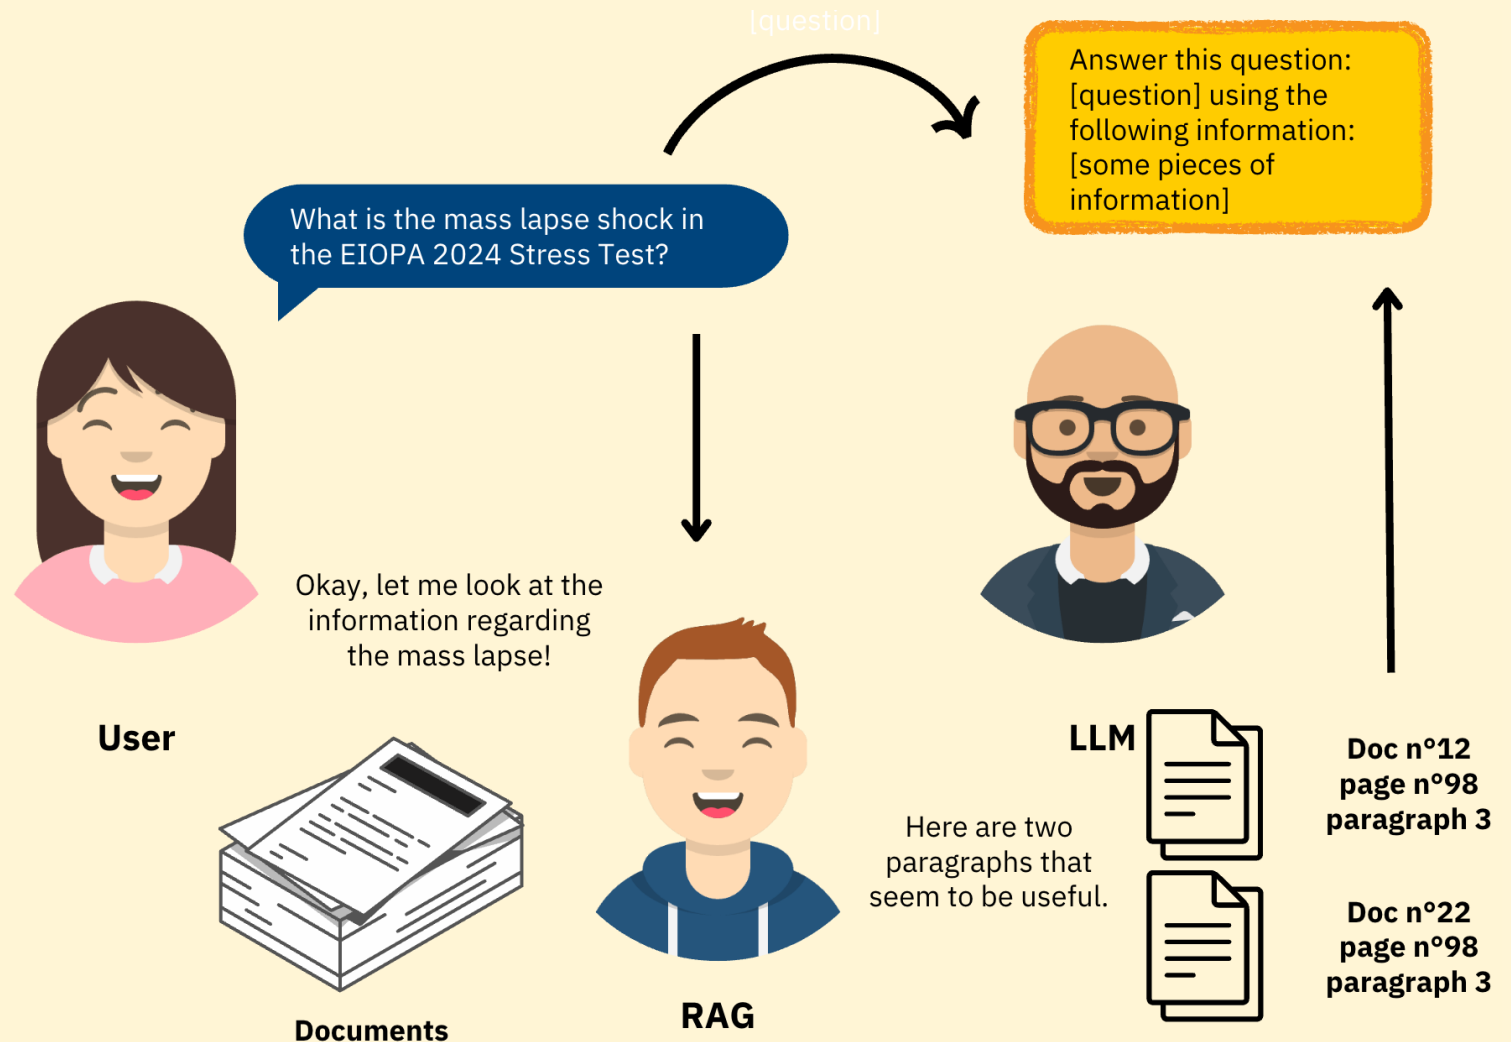 [question]
Answer this question:
[question] using the
following information:
[some pieces of
information]
What is the mass lapse shock in
the EIOPA 2024 Stress Test?
Okay, let me look at the
information regarding
the mass lapse!
User
LLM
Doc n°12
page n°98
paragraph 3
Here are two
paragraphs that
seem to be useful.
Doc n°22
page n°98
paragraph 3
RAG
Documents